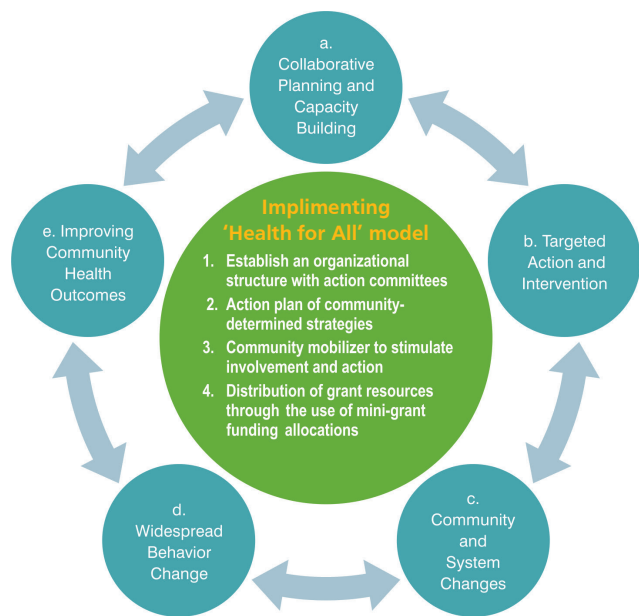 a.
Collaborative
Planning and
Capacity
Building
e. Improving
Community
Health
Outcomes
Implimenting
‘Health for All’ model
1. Establish an organizational
structure with action committees
2. Action plan of community-
determined strategies
3. Community mobilizer to stimulate
involvement and action
4. Distribution of grant resources
through the use of mini-grant
funding allocations
b. Targeted
Action and
Intervention
d.
Widespread
Behavior
Change
c.
Community
and
System
Changes